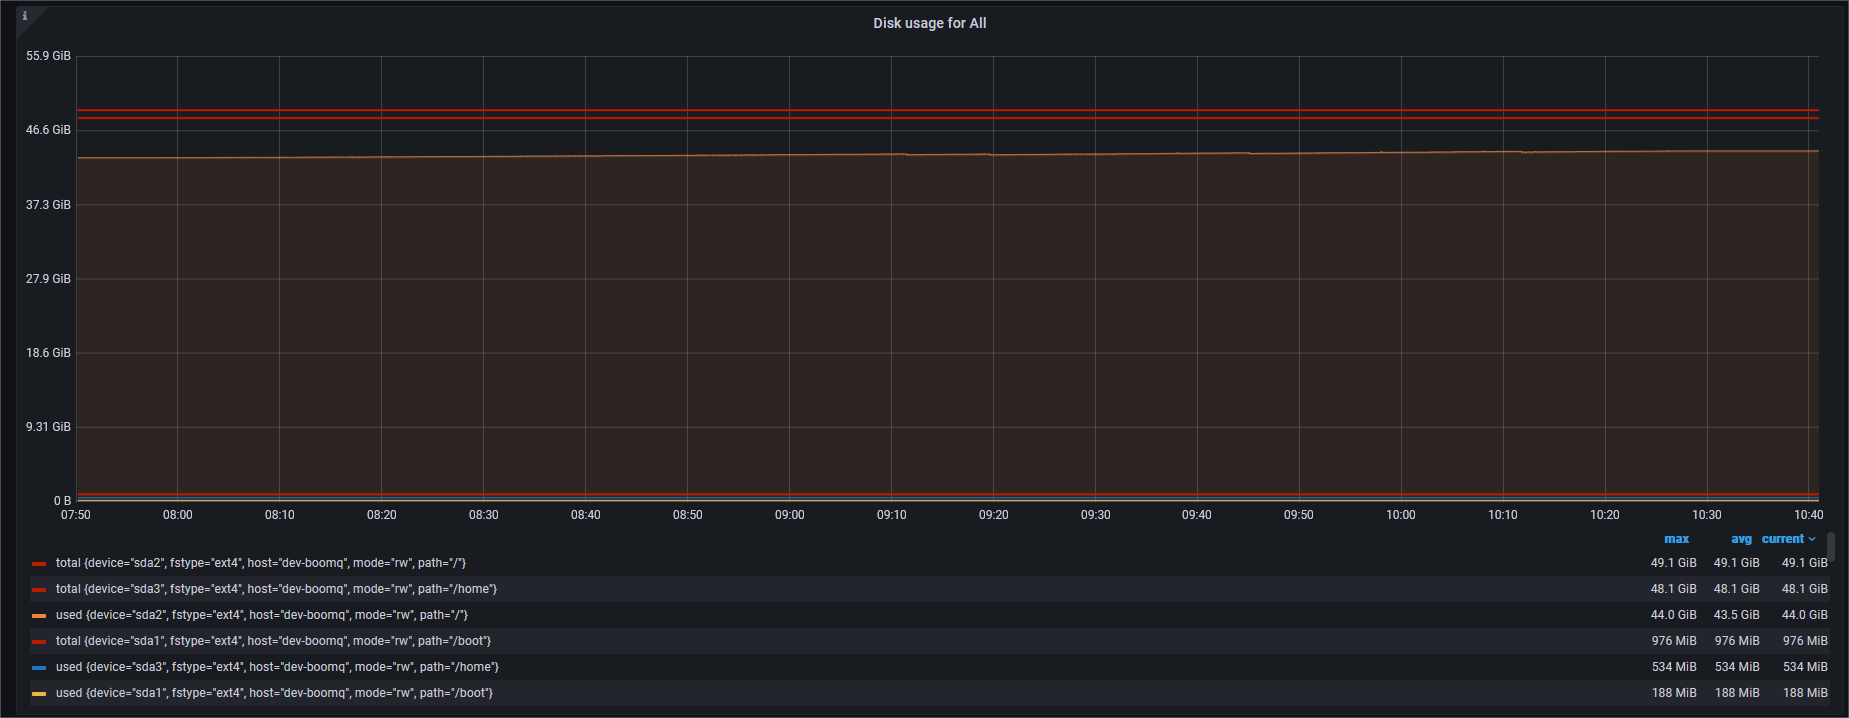 i
Disk usage for All
55.9 GiB
46.6 GiB
37.3 GiB
27.9 GiB
18.6 GiB
9.31 GiB
0 B
07:50 08:00 08:10 08:20 08:30 08:40 08:50 09:00 09:10 09:20 09:30 09:40 09:50 10:00 10:10 10:20 10:30 10:40
max avg current
total {device="sda2", fstype="ext4", host="dev-boomq", mode="rw", path="/"} 49.1 GiB 49.1 GiB 49.1 GiB
total {device="sda3", fstype="ext4", host="dev-boomq", mode="rw", path="/home"} 48.1 GiB 48.1 GiB 48.1 GiB
used {device="sda2", fstype="ext4", host="dev-boomq", mode="rw", path="/"} 44.0 GiB 43.5 GiB 44.0 GiB
total {device="sda1", fstype="ext4", host="dev-boomq", mode="rw", path="/boot"} 976 MiB 976 MiB 976 MiB
used {device="sda3", fstype="ext4", host="dev-boomq", mode="rw", path="/home"} 534 MiB 534 MiB 534 MiB
used {device="sda1", fstype="ext4", host="dev-boomq", mode="rw", path="/boot"} 188 MiB 188 MiB 188 MiB